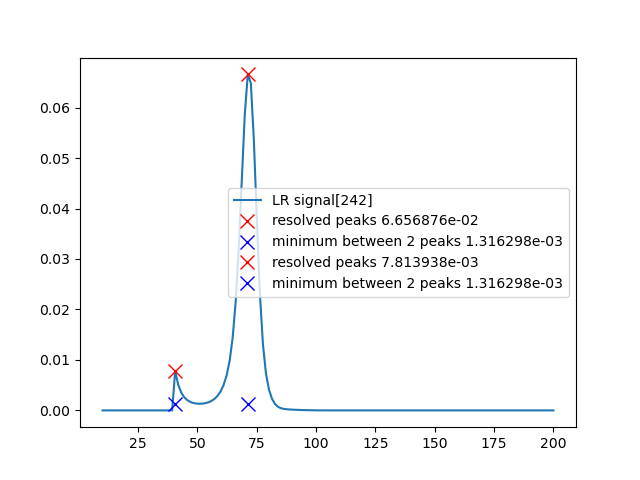 0.06
0.05
0.04
0.03
0.02
0.01
0.00
LR signal[242]
resolved peaks 6.656876e-02
minimum between 2 peaks 1.316298e-03
resolved peaks 7.813938e-03
minimum between 2 peaks 1.316298e-03
25 50 75 100 125 150 175 200